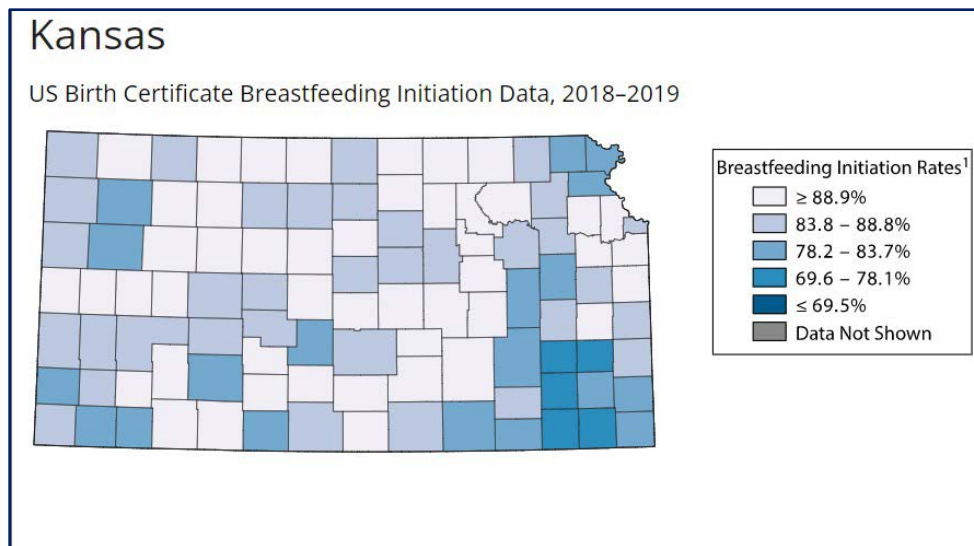 Kansas
US Birth Certificate Breastfeeding Initiation Data, 2018–2019
Breastfeeding Initiation Rates¹
≥ 88.9%
83.8 – 88.8%
78.2 – 83.7%
69.6 – 78.1%
≤ 69.5%
Data Not Shown